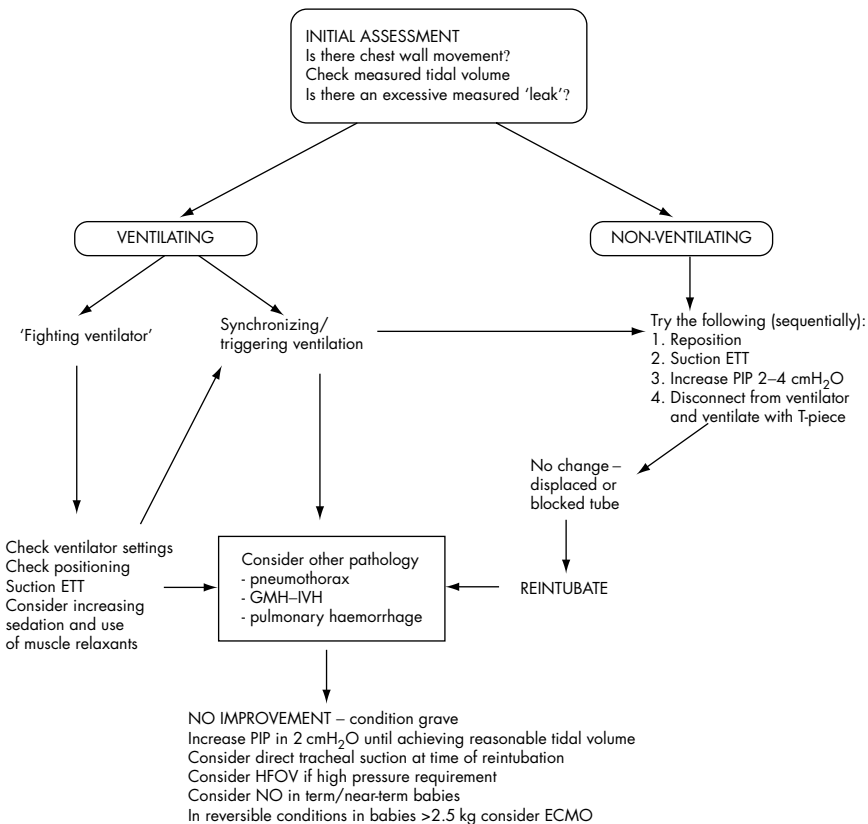 INITIAL ASSESSMENT
Is there chest wall movement?
Check measured tidal volume
Is there an excessive measured ‘leak’?
VENTILATING
NON-VENTILATING
‘Fighting ventilator’
Synchronizing/
triggering ventilation
Try the following (sequentially):
1. Reposition
2. Suction ETT
3. Increase PIP 2–4 cmH₂O
4. Disconnect from ventilator
and ventilate with T-piece
No change –
displaced or
blocked tube
Check ventilator settings
Check positioning
Suction ETT
Consider increasing
sedation and use
of muscle relaxants
Consider other pathology
- pneumothorax
- GMH–IVH
- pulmonary haemorrhage
REINTUBATE
NO IMPROVEMENT – condition grave
Increase PIP in 2 cmH₂O until achieving reasonable tidal volume
Consider direct tracheal suction at time of reintubation
Consider HFOV if high pressure requirement
Consider NO in term/near-term babies
In reversible conditions in babies >2.5 kg consider ECMO